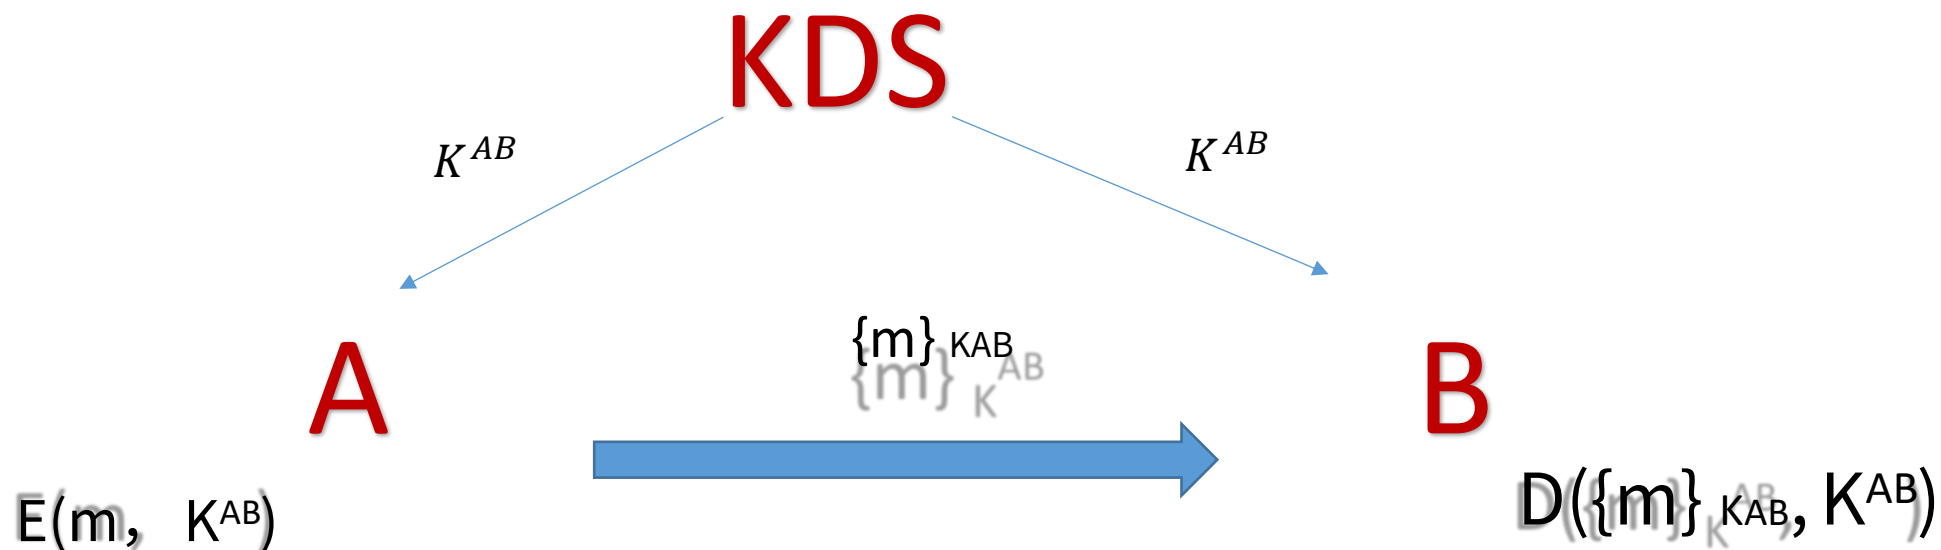 KDS
K^{AB}
K^{AB}
{m} KAB
A
B
E(m, K^{AB})
D({m} KAB, K^{AB})